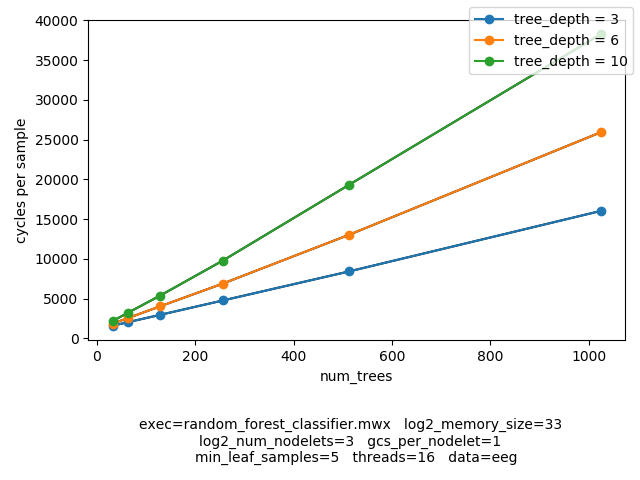 tree_depth = 3
tree_depth = 6
tree_depth = 10
40000
35000
30000
25000
20000
15000
10000
5000
0
cycles per sample
0 200 400 600 800 1000
num_trees
exec=random_forest_classifier.mwx log2_memory_size=33
log2_num_nodelets=3 gcs_per_nodelet=1
min_leaf_samples=5 threads=16 data=eeg